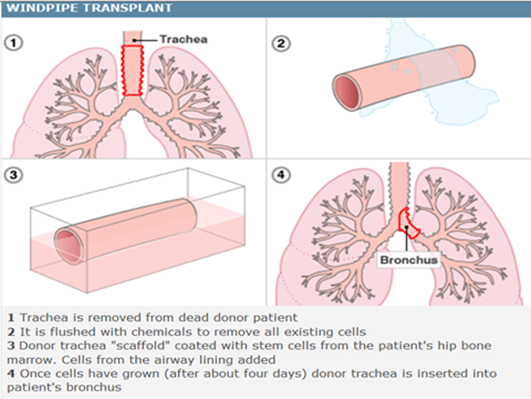 WINDPIPE TRANSPLANT
1
Trachea
2
3
4
Bronchus
1 Trachea is removed from dead donor patient
2 It is flushed with chemicals to remove all existing cells
3 Donor trachea "scaffold" coated with stem cells from the patient's hip bone
marrow. Cells from the airway lining added
4 Once cells have grown (after about four days) donor trachea is inserted into
patient's bronchus